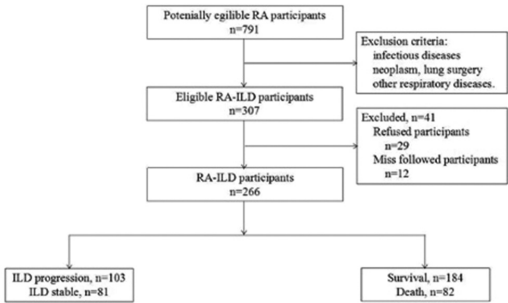 Potenially egilible RA participants
n=791
Exclusion criteria:
infectious diseases
neoplasm, lung surgery
other respiratory diseases.
Eligible RA-ILD participants
n=307
Excluded, n=41
Refused participants
n=29
Miss followed participants
n=12
RA-ILD participants
n=266
ILD progression, n=103
ILD stable, n=81
Survival, n=184
Death, n=82